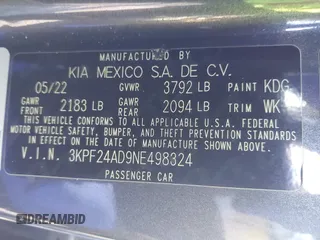 MANUFACTURED BY
KIA MEXICO S.A. DE C.V.
05/22 GVWR 3792 LB PAINT KDG
GAWR FRONT 2183 LB GAWR REAR 2094 LB TRIM WK
THIS VEHICLE CONFORMS TO ALL APPLICABLE U.S.A. FEDERAL
MOTOR VEHICLE SAFETY, BUMPER, AND THEFT PREVENTION
STANDARDS IN EFFECT ON THE DATE OF MANUFACTURE SHOWN ABOVE.
V.I.N. 3KPF24AD9NE498324
PASSENGER CAR
DREAMBID